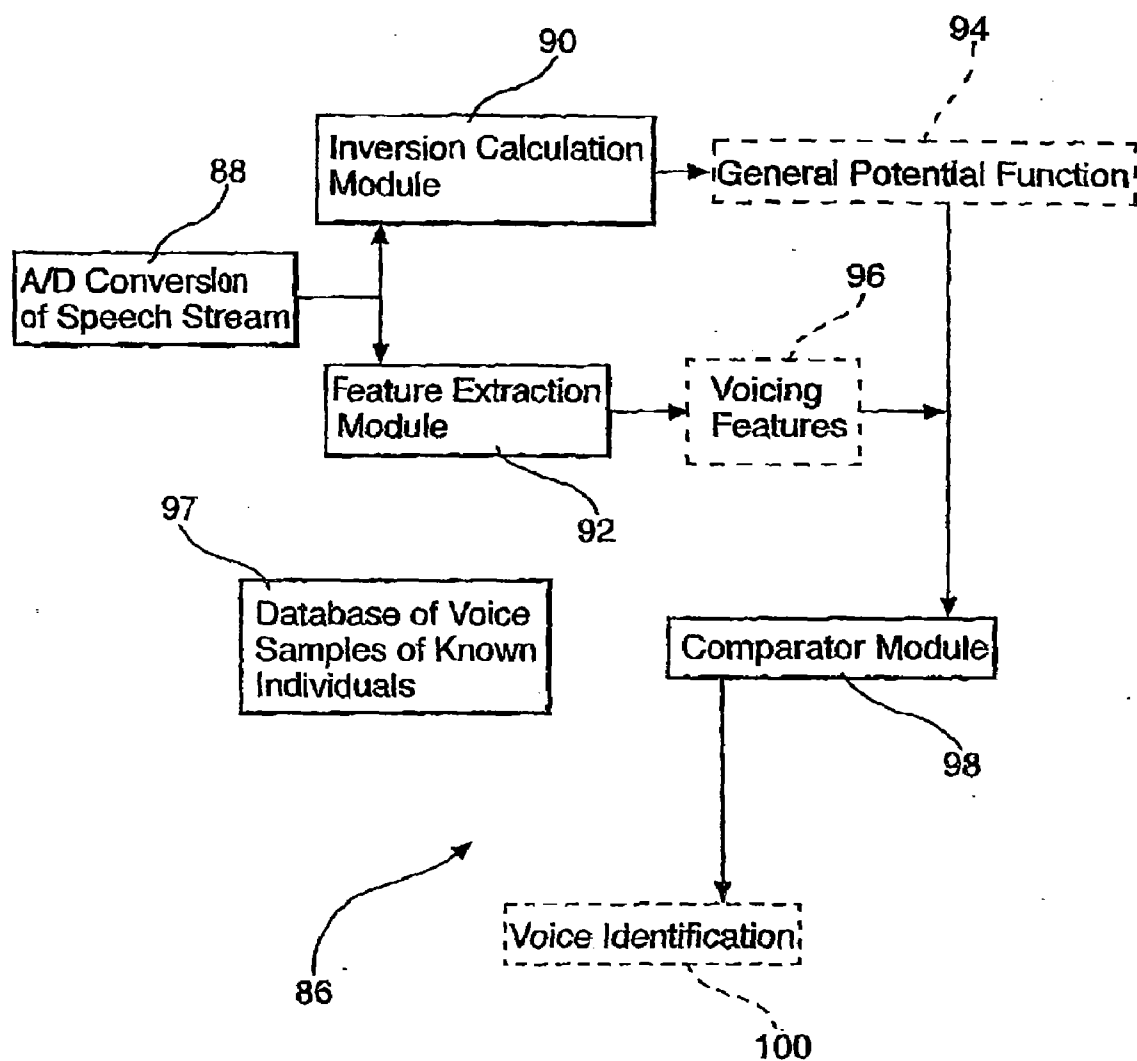 90
94
Inversion Calculation
Module
General Potential Function
88
A/D Conversion
of Speech Stream
96
Feature Extraction
Module
Voicing
Features
92
97
Database of Voice
Samples of Known
Individuals
Comparator Module
98
86
Voice Identification
100